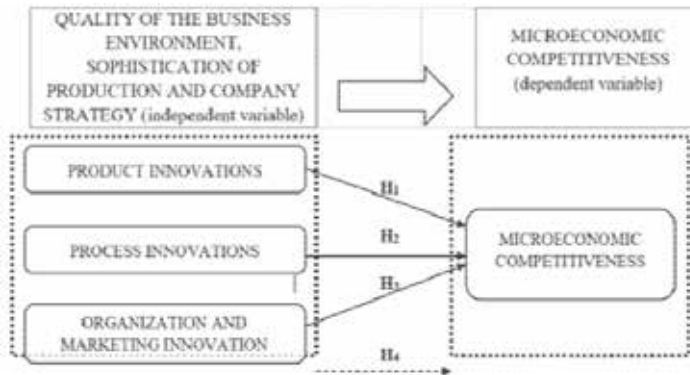 QUALITY OF THE BUSINESS
ENVIRONMENT,
SOPHISTICATION OF
PRODUCTION AND COMPANY
STRATEGY (independent variable)
MICROECONOMIC
COMPETITIVENESS
(dependent variable)
PRODUCT INNOVATIONS
H1
PROCESS INNOVATIONS
H2
MICROECONOMIC
COMPETITIVENESS
H3
ORGANIZATION AND
MARKETING INNOVATION
H4